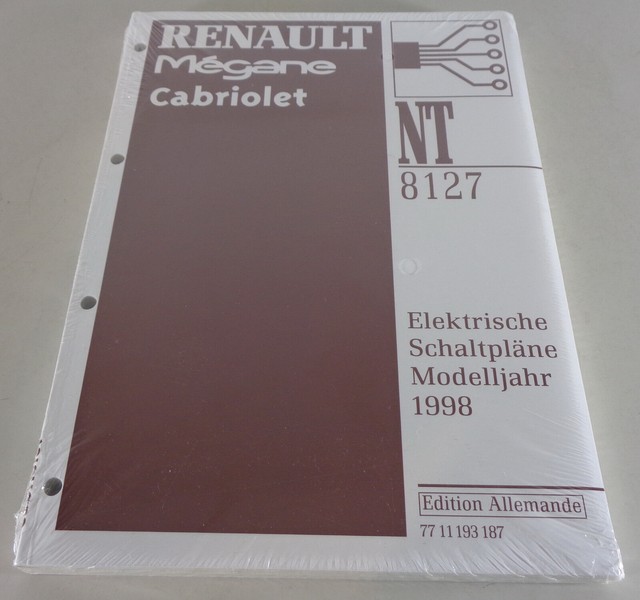 RENAULT
Mégane
Cabriolet
NT
8127
Elektrische
Schaltpläne
Modelljahr
1998
Edition Allemande
77 11 193 187